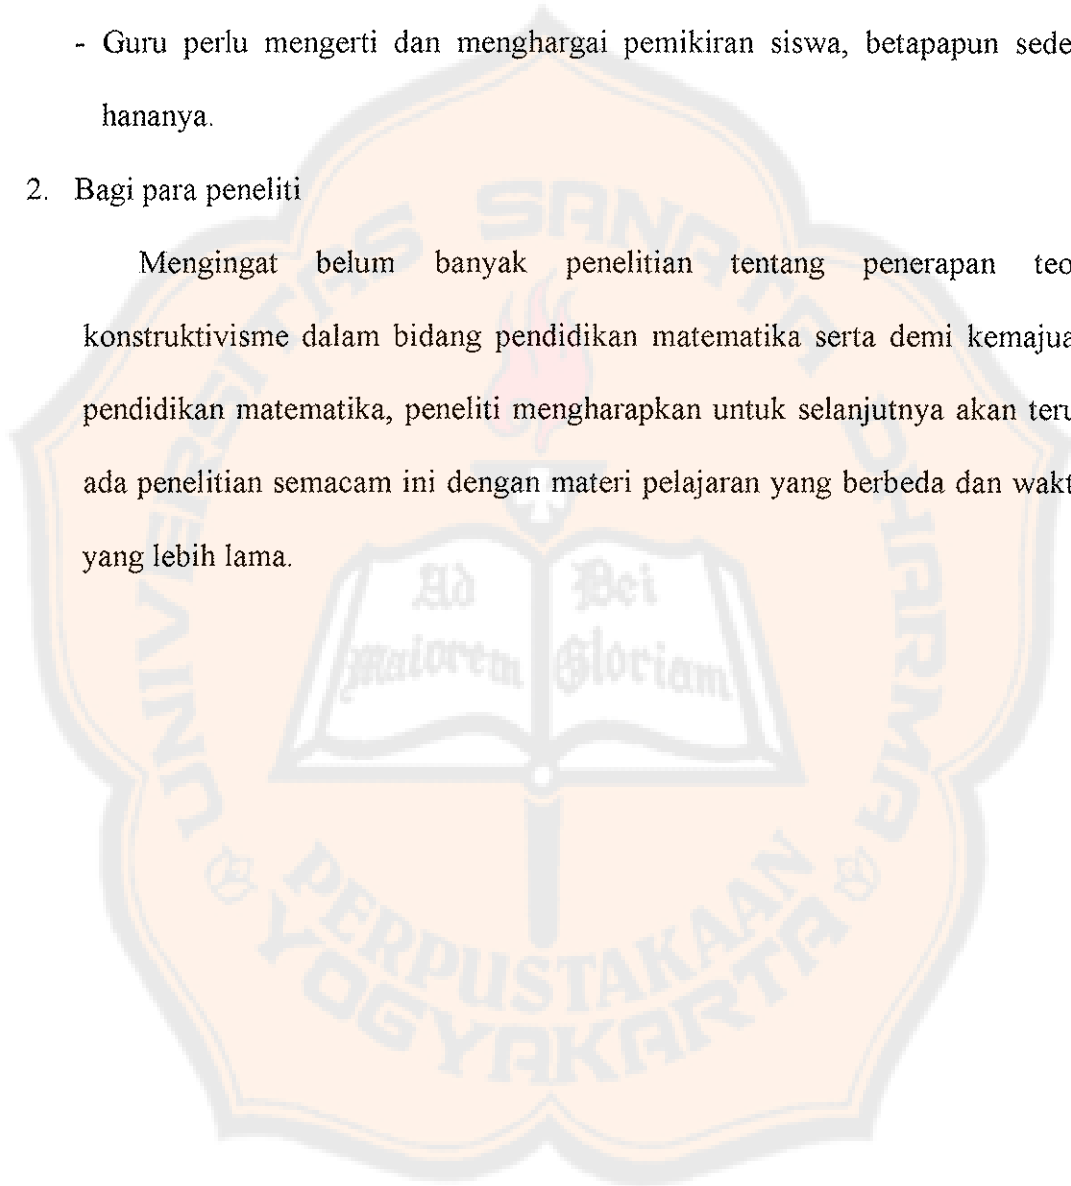 - Guru perlu mengerti dan menghargai pemikiran siswa, betapapun sede
hananya.
2. Bagi para peneliti
Mengingat belum banyak penelitian tentang penerapan teo
konstruktivisme dalam bidang pendidikan matematika serta demi kemajua
pendidikan matematika, peneliti mengharapkan untuk selanjutnya akan teru
ada penelitian semacam ini dengan materi pelajaran yang berbeda dan wakt
yang lebih lama.
UNIVERSITAS SANATA DHARMA
Ad Dei
Maiorem Gloriam
PERPUSTAKAAN
YOGYAKARTA